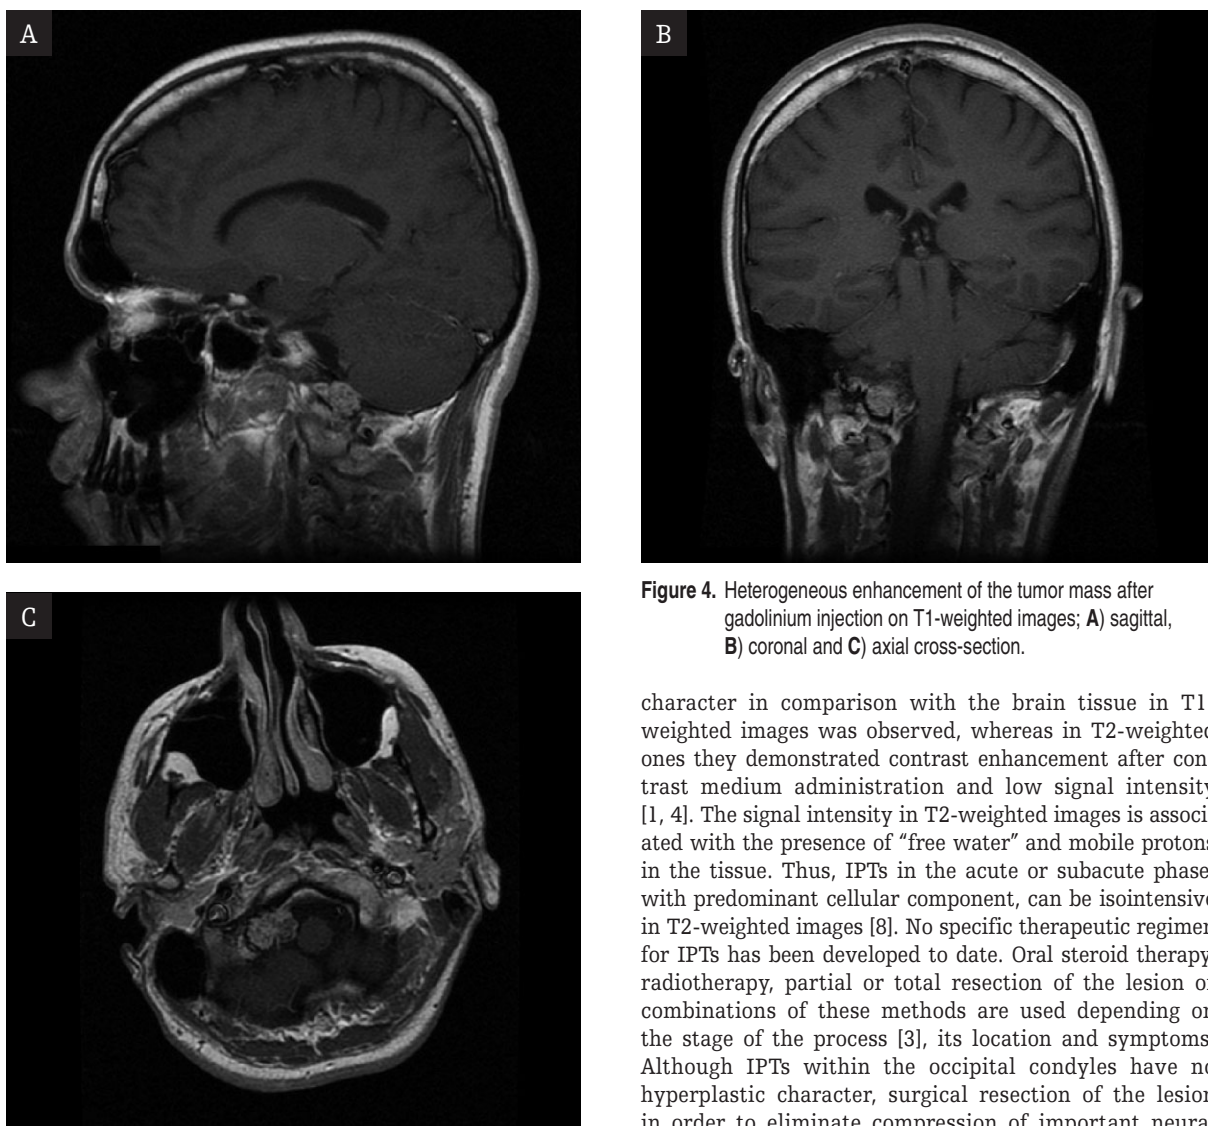 A
B
C
Figure 4. Heterogeneous enhancement of the tumor mass after
gadolinium injection on T1-weighted images; A) sagittal,
B) coronal and C) axial cross-section.
character in comparison with the brain tissue in T1
weighted images was observed, whereas in T2-weighted
ones they demonstrated contrast enhancement after con
trast medium administration and low signal intensity
[1, 4]. The signal intensity in T2-weighted images is associ
ated with the presence of “free water” and mobile protons
in the tissue. Thus, IPTs in the acute or subacute phase
with predominant cellular component, can be isointensive
in T2-weighted images [8]. No specific therapeutic regimen
for IPTs has been developed to date. Oral steroid therapy
radiotherapy, partial or total resection of the lesion or
combinations of these methods are used depending on
the stage of the process [3], its location and symptoms
Although IPTs within the occipital condyles have no
hyperplastic character, surgical resection of the lesion
in order to eliminate compression of important neura